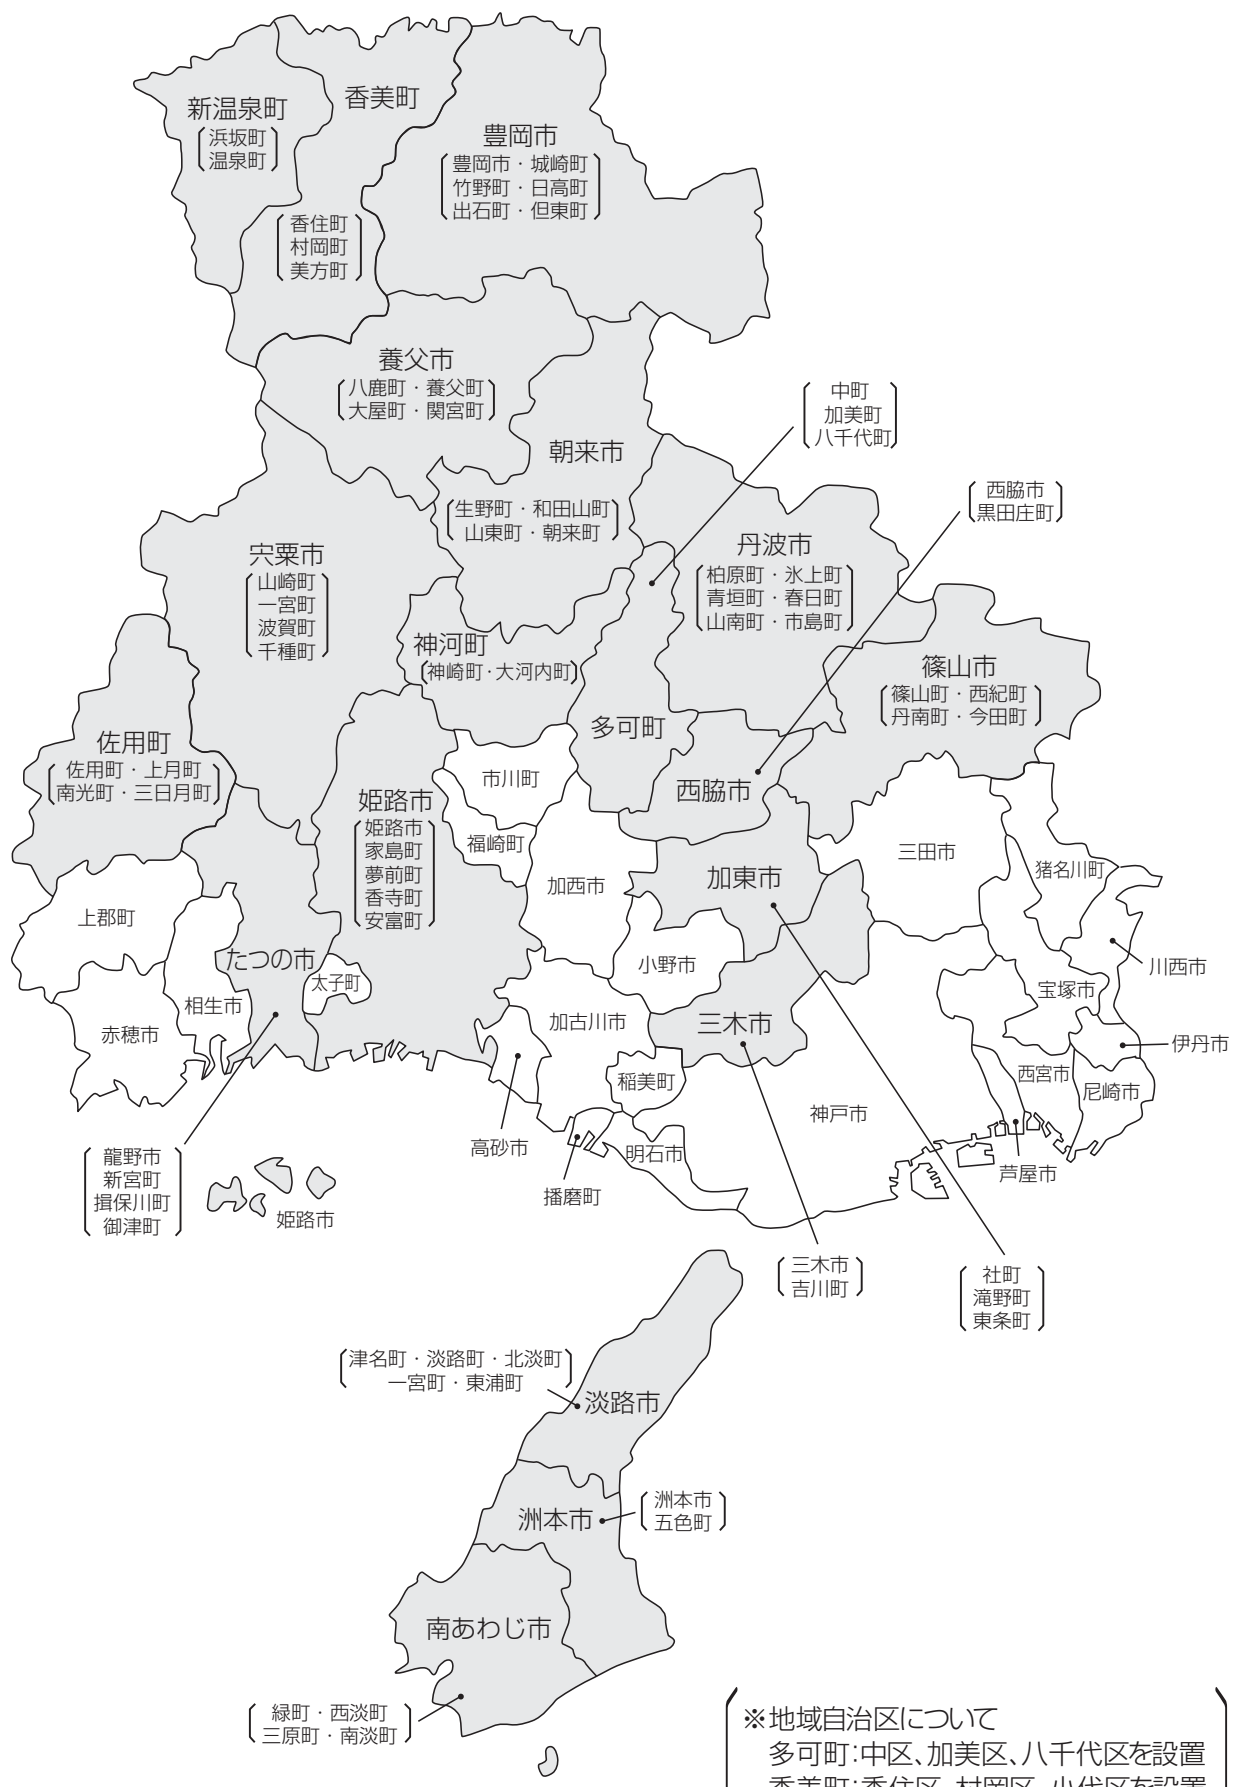 新温泉町
浜坂町
温泉町
香美町
香住町
村岡町
美方町
豊岡市
豊岡市・城崎町
竹野町・日高町
出石町・但東町
養父市
八鹿町・養父町
大屋町・関宮町
朝来市
生野町・和田山町
山東町・朝来町
中町
加美町
八千代町
西脇市
黒田庄町
宍粟市
山崎町
一宮町
波賀町
千種町
丹波市
柏原町・氷上町
青垣町・春日町
山南町・市島町
神河町
神崎町・大河内町
篠山市
篠山町・西紀町
丹南町・今田町
佐用町
佐用町・上月町
南光町・三日月町
多可町
西脇市
市川町
姫路市
姫路市
家島町
夢前町
香寺町
安富町
福崎町
加西市
加東市
三田市
猪名川町
上郡町
たつの市
太子町
小野市
川西市
相生市
赤穂市
加古川市
三木市
宝塚市
伊丹市
稲美町
西宮市
尼崎市
神戸市
高砂市
明石市
芦屋市
播磨町
龍野市
新宮町
揖保川町
御津町
姫路市
三木市
吉川町
社町
滝野町
東条町
津名町・淡路町・北淡町
一宮町・東浦町
淡路市
洲本市
洲本市
五色町
南あわじ市
緑町・西淡町
三原町・南淡町
※地域自治区について
多可町:中区、加美区、八千代区を設置
香美町:香住区、村岡区、小代区を設置